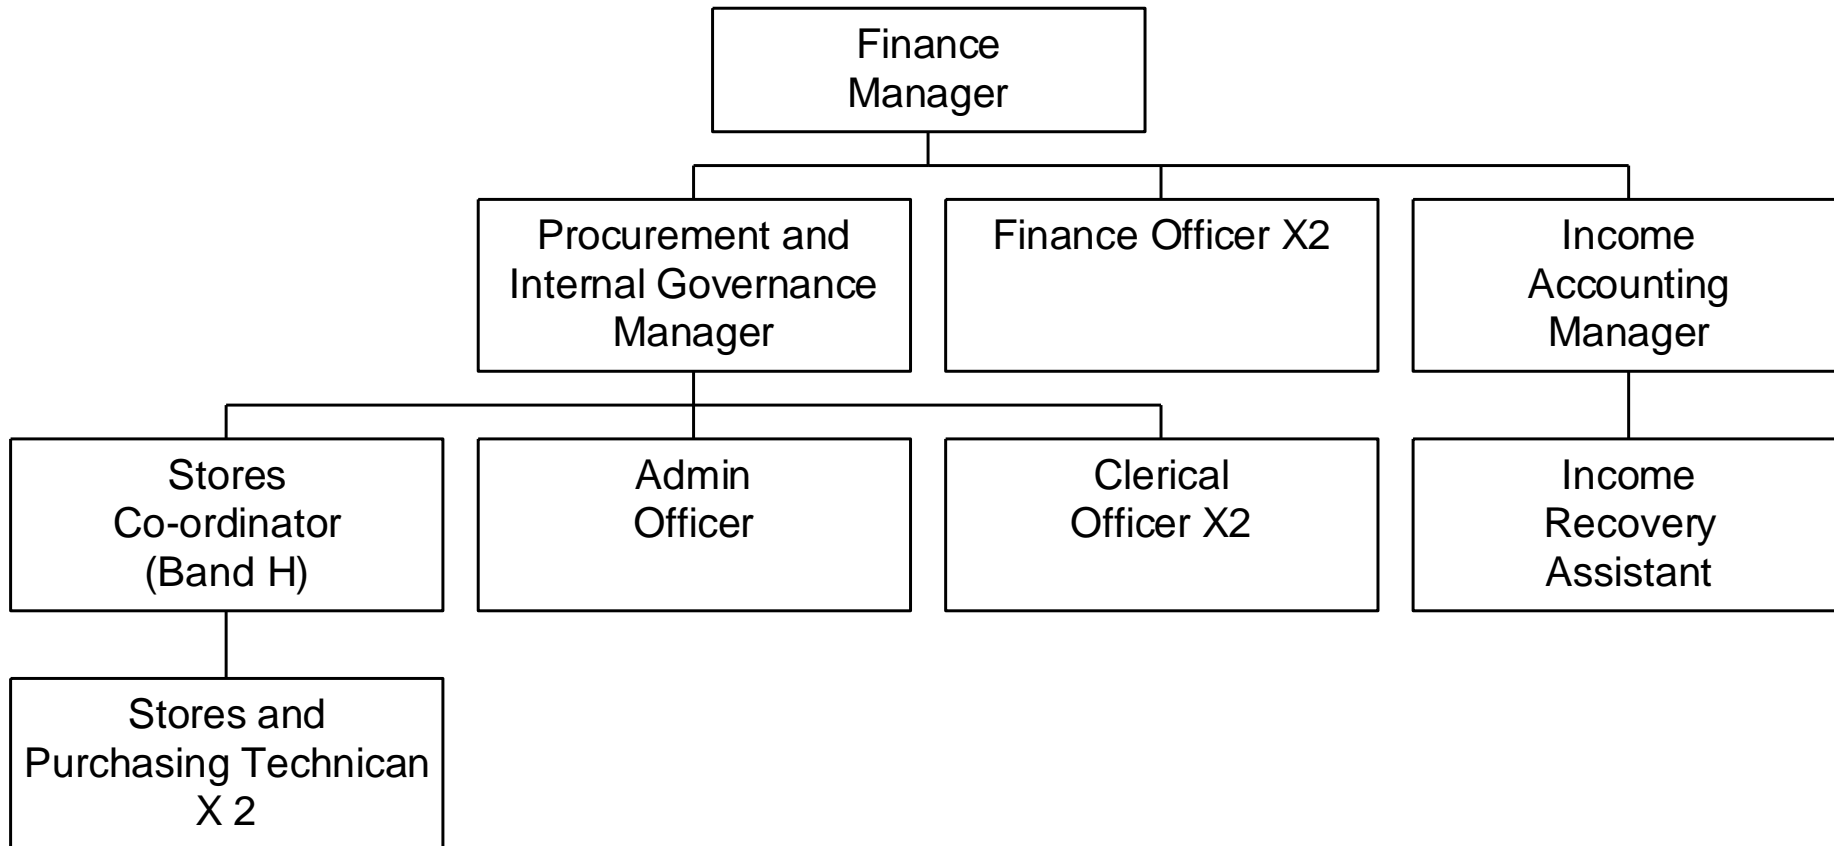 Finance
Manager
Procurement and
Internal Governance
Manager
Finance Officer X2
Income
Accounting
Manager
Stores
Co-ordinator
(Band H)
Admin
Officer
Clerical
Officer X2
Income
Recovery
Assistant
Stores and
Purchasing Technican
X 2